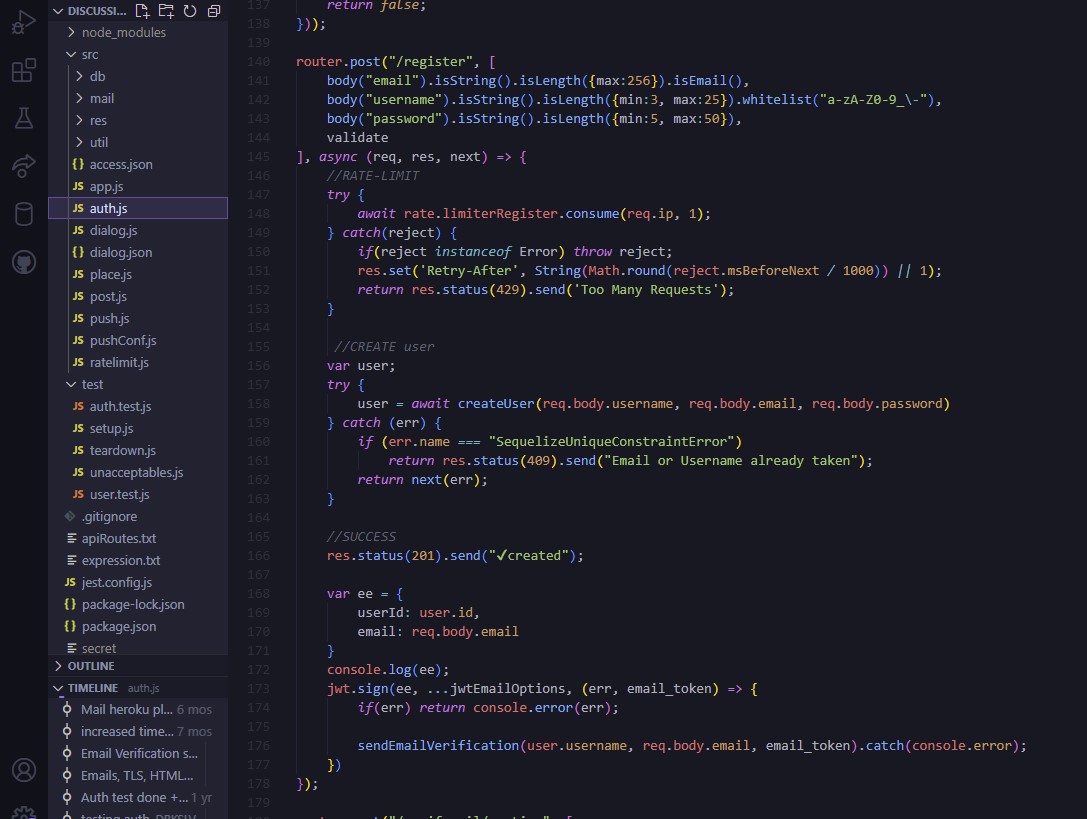 DISCUSSI...
node_modules
src
db
mail
res
util
{} access.json
JS app.js
JS auth.js
JS dialog.js
{} dialog.json
JS place.js
JS post.js
JS push.js
JS pushConf.js
JS ratelimit.js
test
JS auth.test.js
JS setup.js
JS teardown.js
JS unacceptables.js
JS user.test.js
.gitignore
apiRoutes.txt
expression.txt
JS jest.config.js
{} package-lock.json
{} package.json
secret
OUTLINE
TIMELINE auth.js
Mail heroku pl... 6 mos
increased time... 7 mos
Email Verification s...
Emails, TLS, HTML...
Auth test done +... 1 yr
137 return false;
138 }));
139
140 router.post("/register", [
141 body("email").isString().isLength({max:256}).isEmail(),
142 body("username").isString().isLength({min:3, max:25}).whitelist("a-zA-Z0-9_\-"),
143 body("password").isString().isLength({min:5, max:50}),
144 validate
145 ], async (req, res, next) => {
146 //RATE-LIMIT
147 try {
148 await rate.limiterRegister.consume(req.ip, 1);
149 } catch(reject) {
150 if(reject instanceof Error) throw reject;
151 res.set('Retry-After', String(Math.round(reject.msBeforeNext / 1000)) || 1);
152 return res.status(429).send('Too Many Requests');
153 }
154
155 //CREATE user
156 var user;
157 try {
158 user = await createUser(req.body.username, req.body.email, req.body.password)
159 } catch (err) {
160 if (err.name === "SequelizeUniqueConstraintError")
161 return res.status(409).send("Email or Username already taken");
162 return next(err);
163 }
164
165 //SUCCESS
166 res.status(201).send("✓created");
167
168 var ee = {
169 userId: user.id,
170 email: req.body.email
171 }
172 console.log(ee);
173 jwt.sign(ee, ...jwtEmailOptions, (err, email_token) => {
174 if(err) return console.error(err);
175
176 sendEmailVerification(user.username, req.body.email, email_token).catch(console.error);
177 })
178 });
179